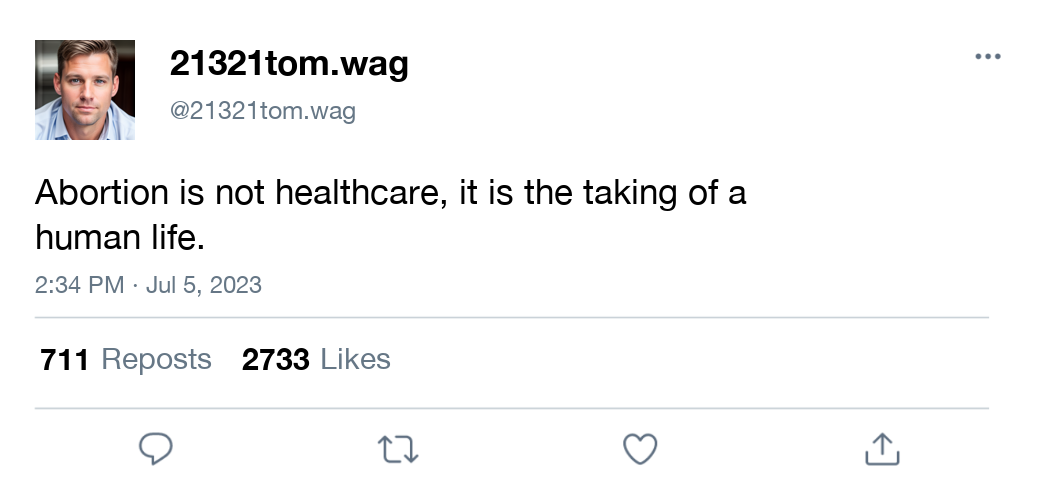 21321tom.wag
@21321tom.wag
Abortion is not healthcare, it is the taking of a
human life.
2:34 PM · Jul 5, 2023
711 Reposts 2733 Likes